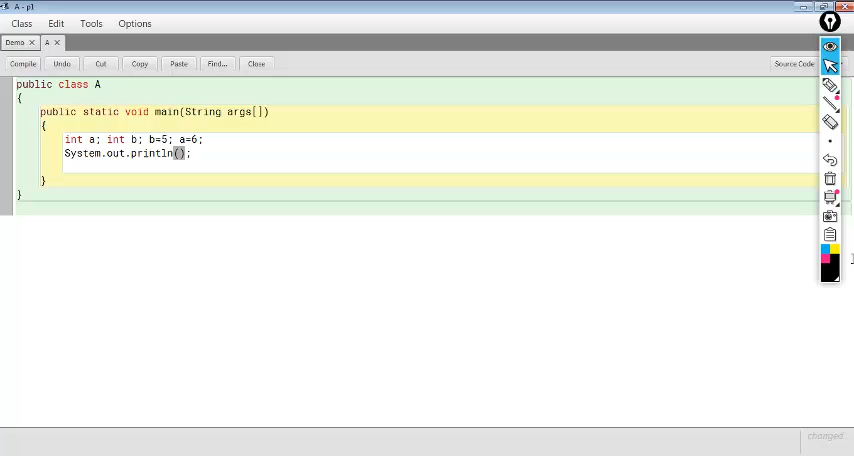 A - p1
Class Edit Tools Options
Demo A
Compile Undo Cut Copy Paste Find... Close Source Code
public class A
{
public static void main(String args[])
{
int a; int b; b=5; a=6;
System.out.println();
}
}
changed